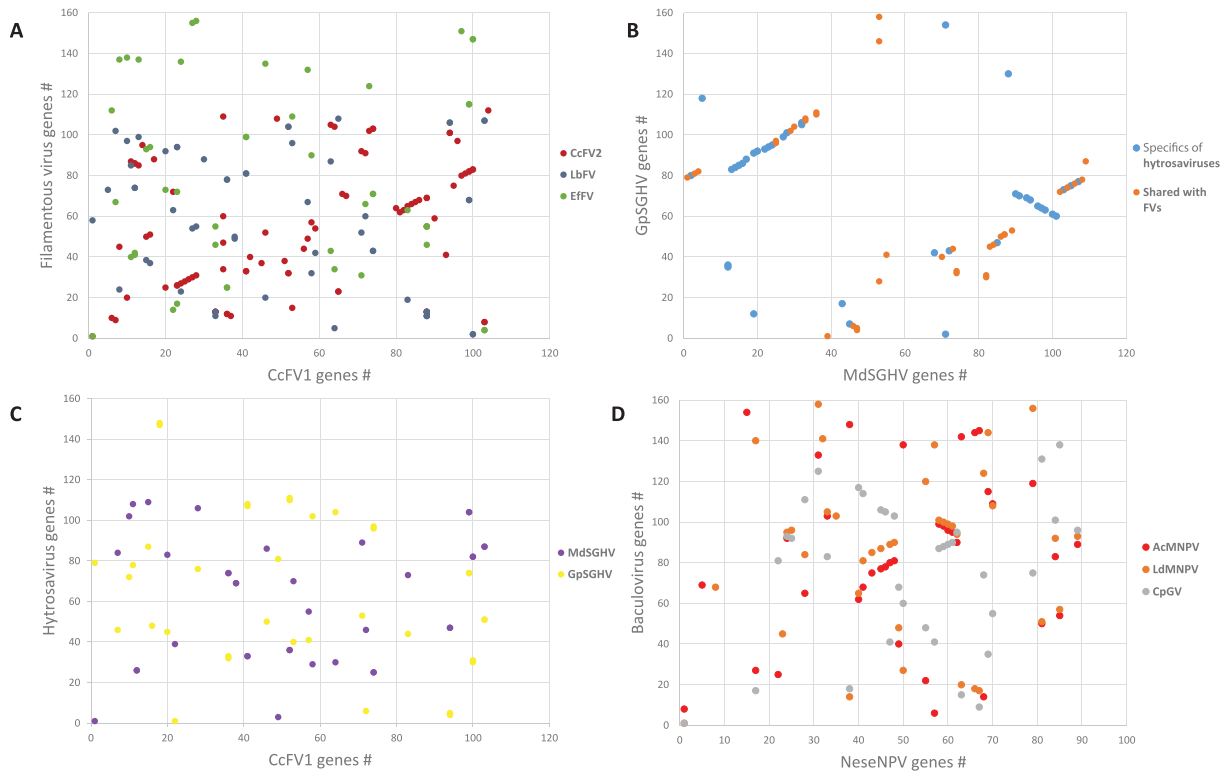 A
Filamentous virus genes #
160
140
120
100
80
60
40
20
0
0 20 40 60 80 100 120
CcFV1 genes #
CcFV2
LbFV
EfFV
B
GpSGHV genes #
160
140
120
100
80
60
40
20
0
0 20 40 60 80 100 120
MdSGHV genes #
Specifics of
hytrosaviruses
Shared with
FVs
C
Hytrosavirus genes #
160
140
120
100
80
60
40
20
0
0 20 40 60 80 100 120
CcFV1 genes #
MdSGHV
GpSGHV
D
Baculovirus genes #
160
140
120
100
80
60
40
20
0
0 10 20 30 40 50 60 70 80 90 100
NeseNPV genes #
AcMNPV
LdMNPV
CpGV